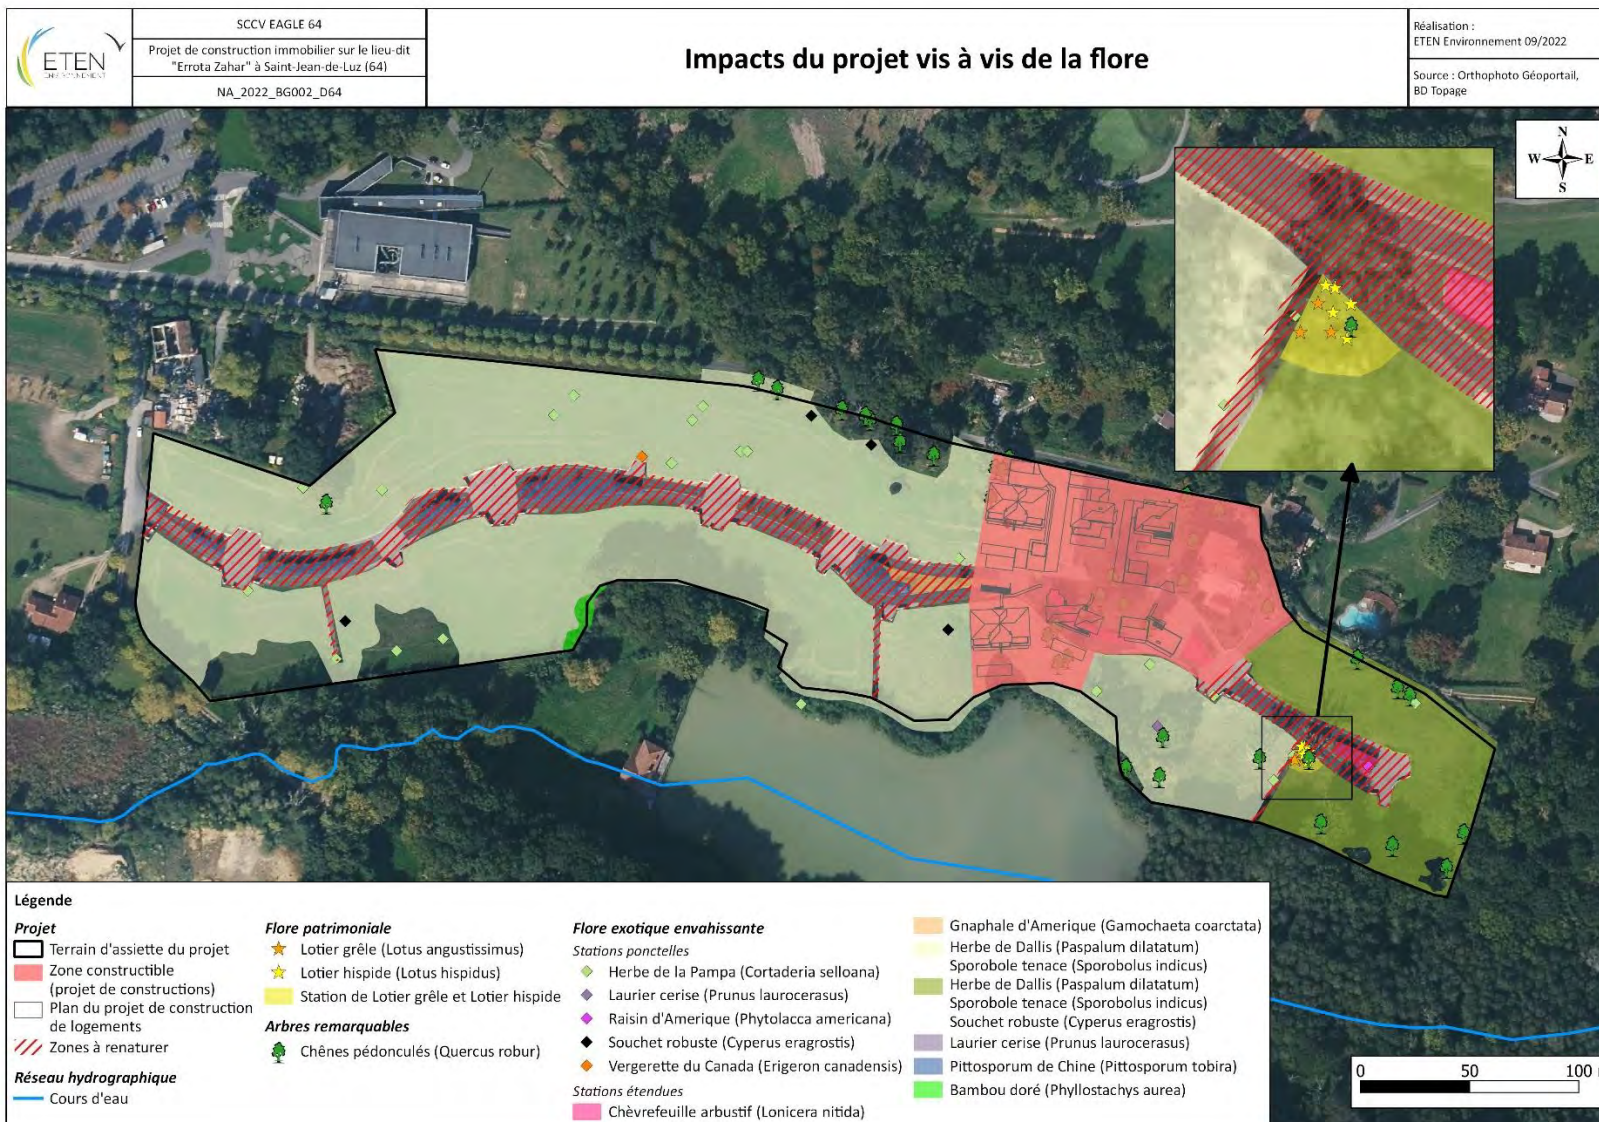 ETEN
ENVIRONNEMENT
SCCV EAGLE 64
Projet de construction immobilier sur le lieu-dit
"Errota Zahar" à Saint-Jean-de-Luz (64)
NA_2022_BG002_D64
Impacts du projet vis à vis de la flore
Réalisation :
ETEN Environnement 09/2022
Source : Orthophoto Géoportail,
BD Topage
N
W E
S
Légende
Projet
Terrain d'assiette du projet
Zone constructible
(projet de constructions)
Plan du projet de construction
de logements
Zones à renaturer
Réseau hydrographique
Cours d'eau
Flore patrimoniale
Lotier grêle (Lotus angustissimus)
Lotier hispide (Lotus hispidus)
Station de Lotier grêle et Lotier hispide
Arbres remarquables
Chênes pédonculés (Quercus robur)
Flore exotique envahissante
Stations ponctelles
Herbe de la Pampa (Cortaderia selloana)
Laurier cerise (Prunus laurocerasus)
Raisin d'Amerique (Phytolacca americana)
Souchet robuste (Cyperus eragrostis)
Vergerette du Canada (Erigeron canadensis)
Stations étendues
Chèvrefeuille arbustif (Lonicera nitida)
Gnaphale d'Amerique (Gamochaeta coarctata)
Herbe de Dallis (Paspalum dilatatum)
Sporobole tenace (Sporobolus indicus)
Herbe de Dallis (Paspalum dilatatum)
Sporobole tenace (Sporobolus indicus)
Souchet robuste (Cyperus eragrostis)
Laurier cerise (Prunus laurocerasus)
Pittosporum de Chine (Pittosporum tobira)
Bambou doré (Phyllostachys aurea)
0 50 100